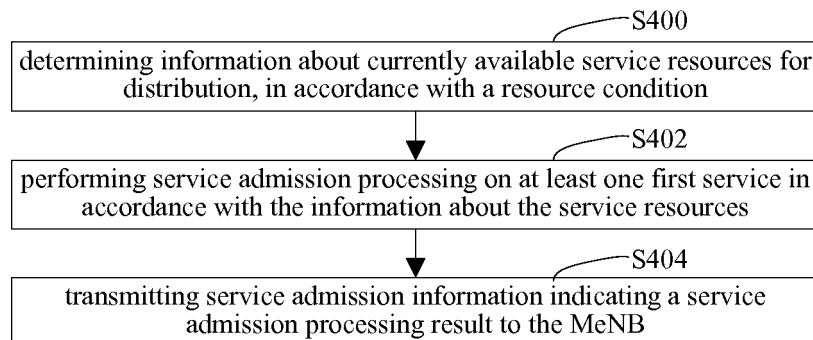 S400
determining information about currently available service resources for
distribution, in accordance with a resource condition
S402
performing service admission processing on at least one first service in
accordance with the information about the service resources
S404
transmitting service admission information indicating a service
admission processing result to the MeNB